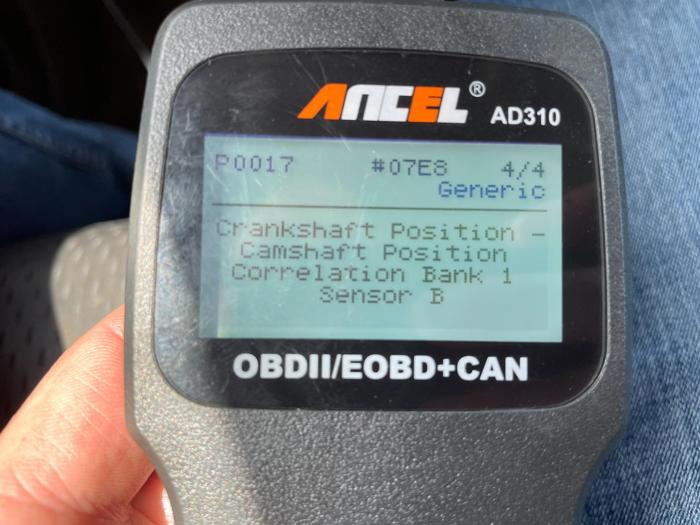 ANCEL® AD310
P0017 #07E8 4/4
Generic
Crankshaft Position -
Camshaft Position
Correlation Bank 1
Sensor B
OBDII/EOBD+CAN